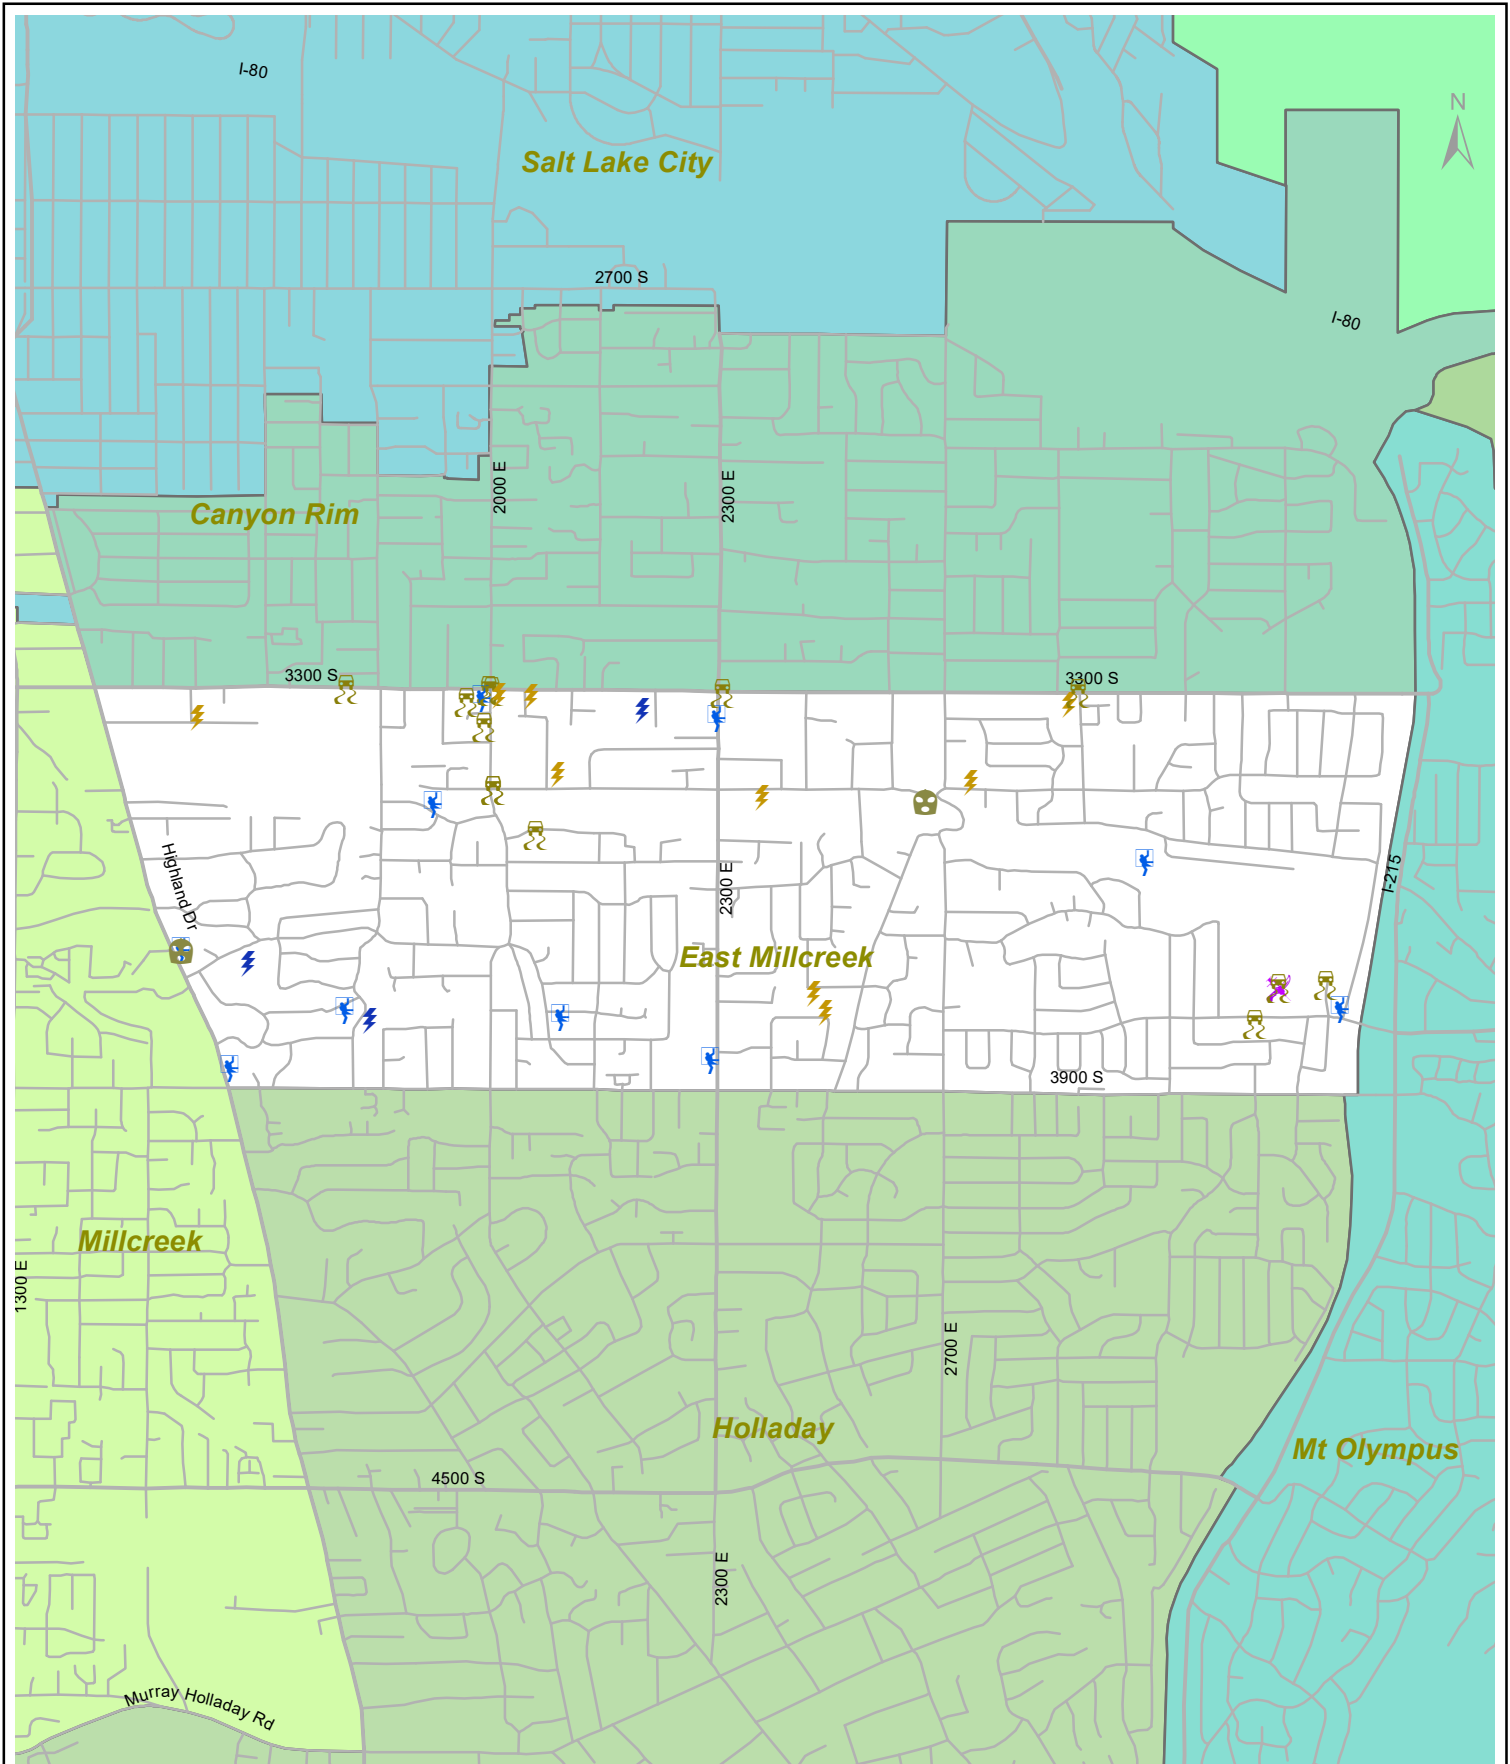 I-80
N
Salt Lake City
2700 S
I-80
2000 E
2300 E
Canyon Rim
3300 S
3300 S
Highland Dr
2300 E
I-215
East Millcreek
3900 S
Millcreek
1300 E
2700 E
Holladay
Mt Olympus
4500 S
2300 E
Murray Holladay Rd